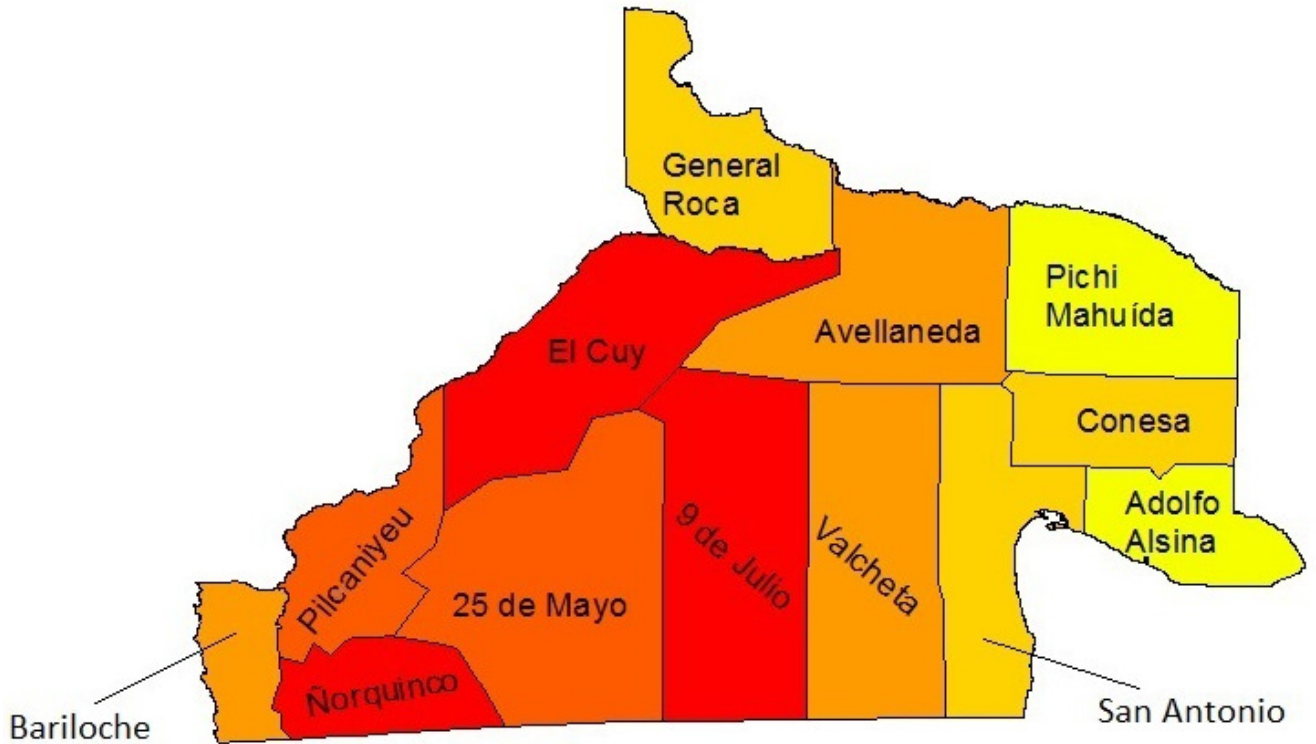 General
Roca
Pichi
Mahuída
Avellaneda
El Cuy
Conesa
Adolfo
Alsina
Pilcaniyeu
9 de Julio
Valcheta
25 de Mayo
Ñorquinco
San Antonio
Bariloche